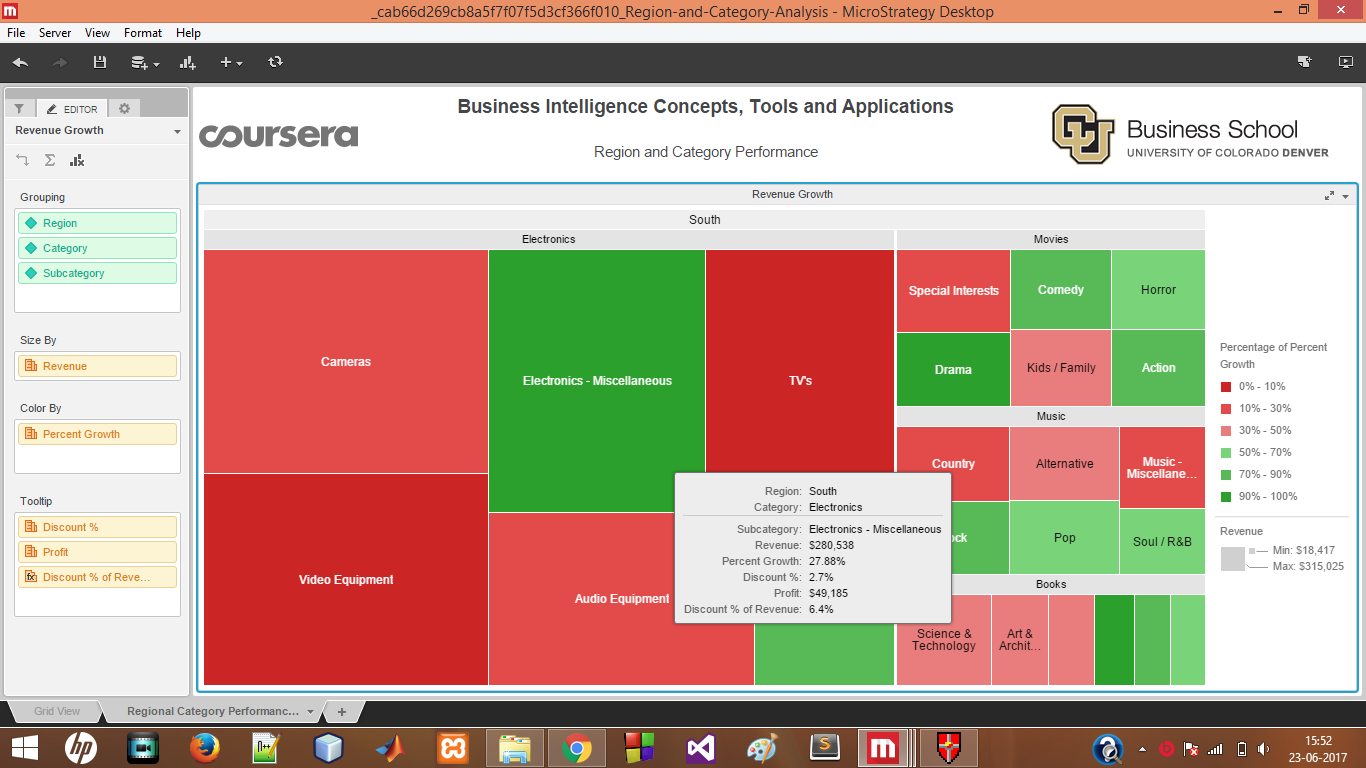 _cab66d269cb8a5f7f07f5d3cf366f010_Region-and-Category-Analysis - MicroStrategy Desktop
File Server View Format Help
EDITOR
Revenue Growth
Grouping
Region
Category
Subcategory
Size By
Revenue
Color By
Percent Growth
Tooltip
Discount %
Profit
Discount % of Reve...
coursera
Business Intelligence Concepts, Tools and Applications
Region and Category Performance
CU
Business School
UNIVERSITY OF COLORADO DENVER
Revenue Growth
South
Electronics
Cameras
Electronics - Miscellaneous
TV's
Video Equipment
Audio Equipment
Movies
Special Interests
Comedy
Horror
Drama
Kids / Family
Action
Music
Country
Alternative
Music -
Miscellane...
ock
Pop
Soul / R&B
Books
Science &
Technology
Art &
Archit...
Region: South
Category: Electronics
Subcategory: Electronics - Miscellaneous
Revenue: $280,538
Percent Growth: 27.88%
Discount %: 2.7%
Profit: $49,185
Discount % of Revenue: 6.4%
Percentage of Percent
Growth
0% - 10%
10% - 30%
30% - 50%
50% - 70%
70% - 90%
90% - 100%
Revenue
Min: $18,417
Max: $315,025
Grid View
Regional Category Performanc...
15:52
23-06-2017